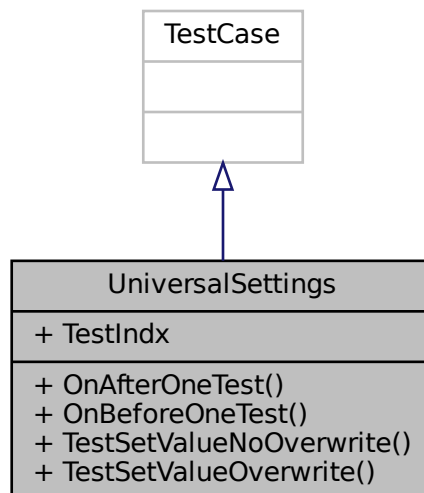 TestCase
UniversalSettings
+ TestIndx
+ OnAfterOneTest()
+ OnBeforeOneTest()
+ TestSetValueNoOverwrite()
+ TestSetValueOverwrite()